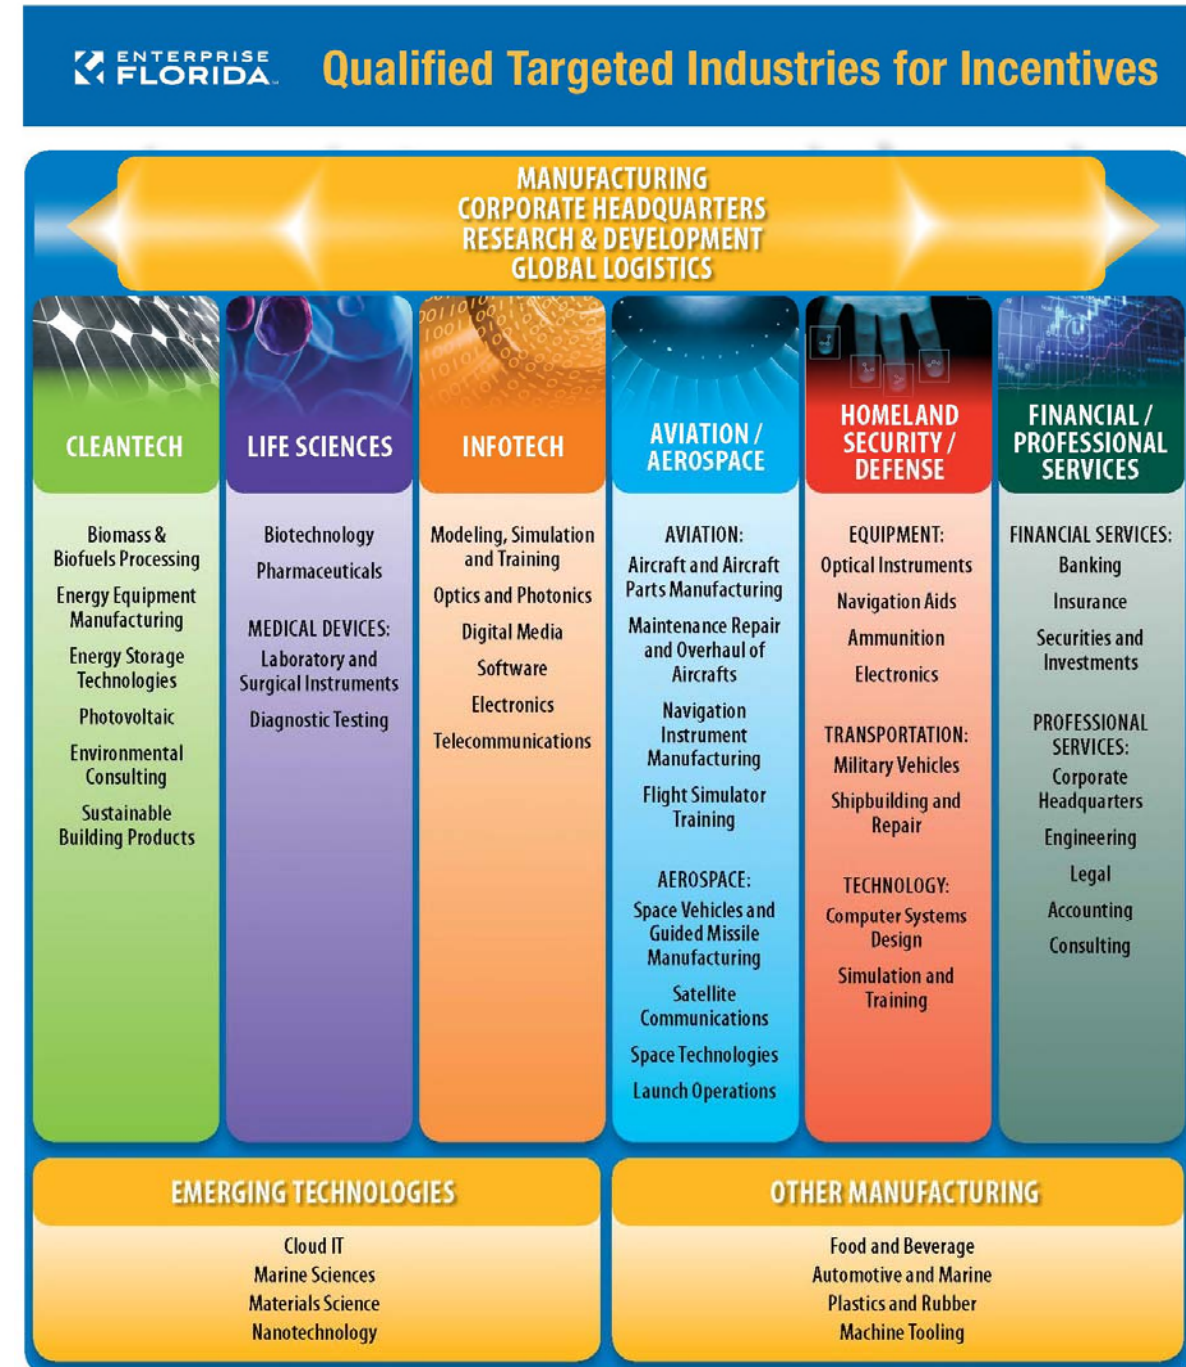 ENTERPRISE
FLORIDA
Qualified Targeted Industries for Incentives
MANUFACTURING
CORPORATE HEADQUARTERS
RESEARCH & DEVELOPMENT
GLOBAL LOGISTICS
CLEANTECH
Biomass &
Biofuels Processing
Energy Equipment
Manufacturing
Energy Storage
Technologies
Photovoltaic
Environmental
Consulting
Sustainable
Building Products
LIFE SCIENCES
Biotechnology
Pharmaceuticals
MEDICAL DEVICES:
Laboratory and
Surgical Instruments
Diagnostic Testing
INFOTECH
Modeling, Simulation
and Training
Optics and Photonics
Digital Media
Software
Electronics
Telecommunications
AVIATION /
AEROSPACE
AVIATION:
Aircraft and Aircraft
Parts Manufacturing
Maintenance Repair
and Overhaul of
Aircrafts
Navigation
Instrument
Manufacturing
Flight Simulator
Training
AEROSPACE:
Space Vehicles and
Guided Missile
Manufacturing
Satellite
Communications
Space Technologies
Launch Operations
HOMELAND
SECURITY /
DEFENSE
EQUIPMENT:
Optical Instruments
Navigation Aids
Ammunition
Electronics
TRANSPORTATION:
Military Vehicles
Shipbuilding and
Repair
TECHNOLOGY:
Computer Systems
Design
Simulation and
Training
FINANCIAL /
PROFESSIONAL
SERVICES
FINANCIAL SERVICES:
Banking
Insurance
Securities and
Investments
PROFESSIONAL
SERVICES:
Corporate
Headquarters
Engineering
Legal
Accounting
Consulting
EMERGING TECHNOLOGIES
Cloud IT
Marine Sciences
Materials Science
Nanotechnology
OTHER MANUFACTURING
Food and Beverage
Automotive and Marine
Plastics and Rubber
Machine Tooling